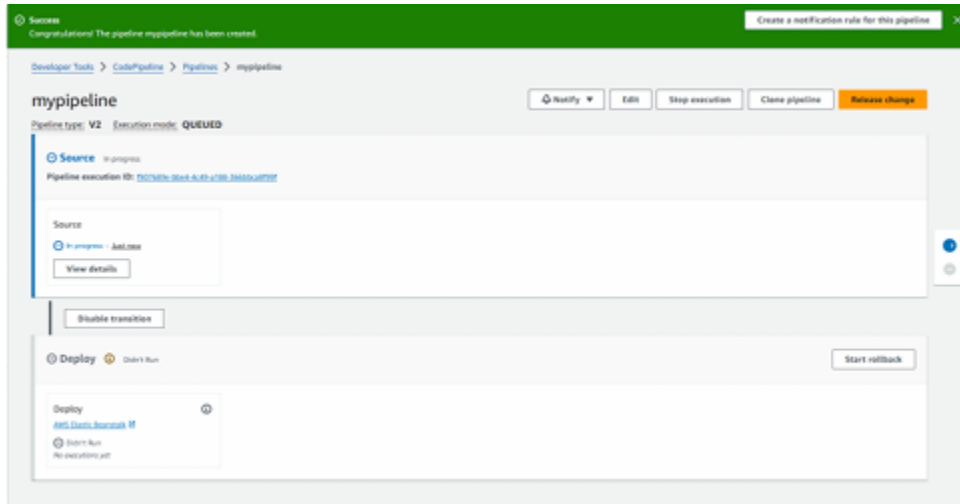 Success
Congratulations! The pipeline mypipeline has been created.
Create a notification rule for this pipeline
Developer Tools > CodePipeline > Pipelines > mypipeline
mypipeline
Notify ▼ Edit Stop execution Clone pipeline Release change
Pipeline type: V2 Execution mode: QUEUED
Source In progress
Pipeline execution ID:
Source
In progress - Just now
View details
Disable transition
Deploy Didn't Run
Start rollback
Deploy
AWS Elastic Beanstalk
Didn't Run
No executions yet